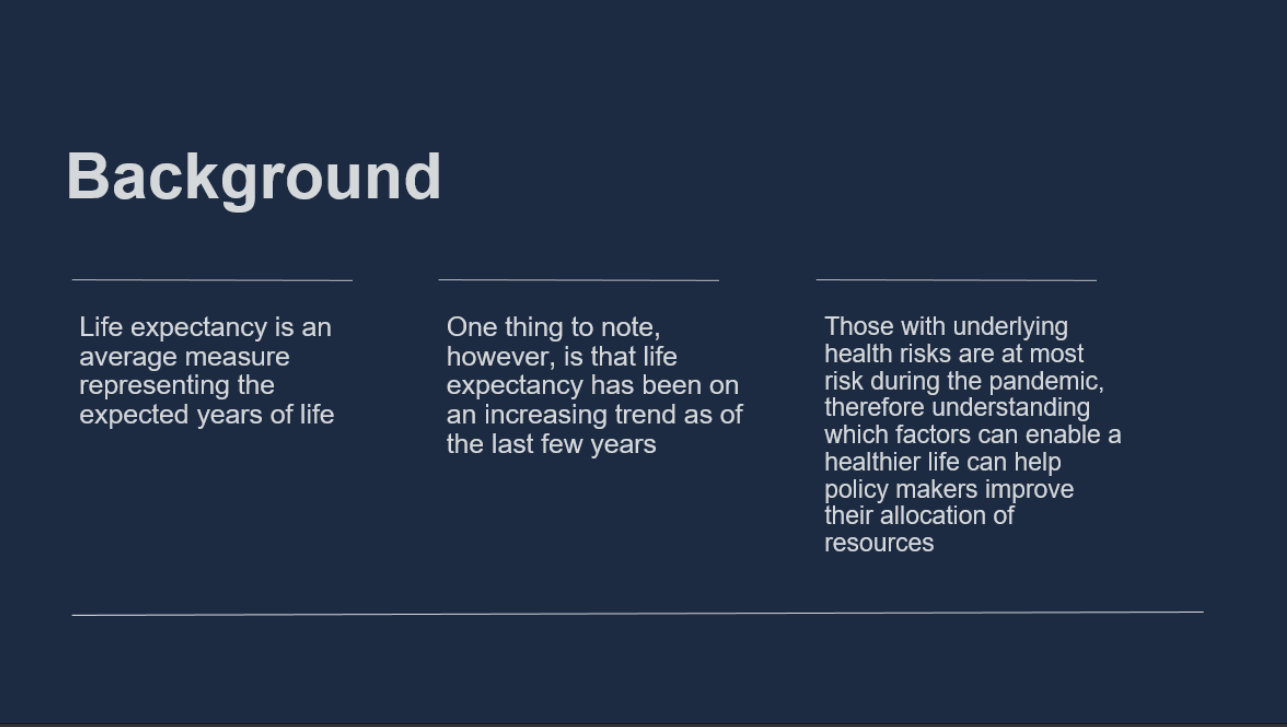 Background
Life expectancy is an
average measure
representing the
expected years of life
One thing to note,
however, is that life
expectancy has been on
an increasing trend as of
the last few years
Those with underlying
health risks are at most
risk during the pandemic,
therefore understanding
which factors can enable a
healthier life can help
policy makers improve
their allocation of
resources